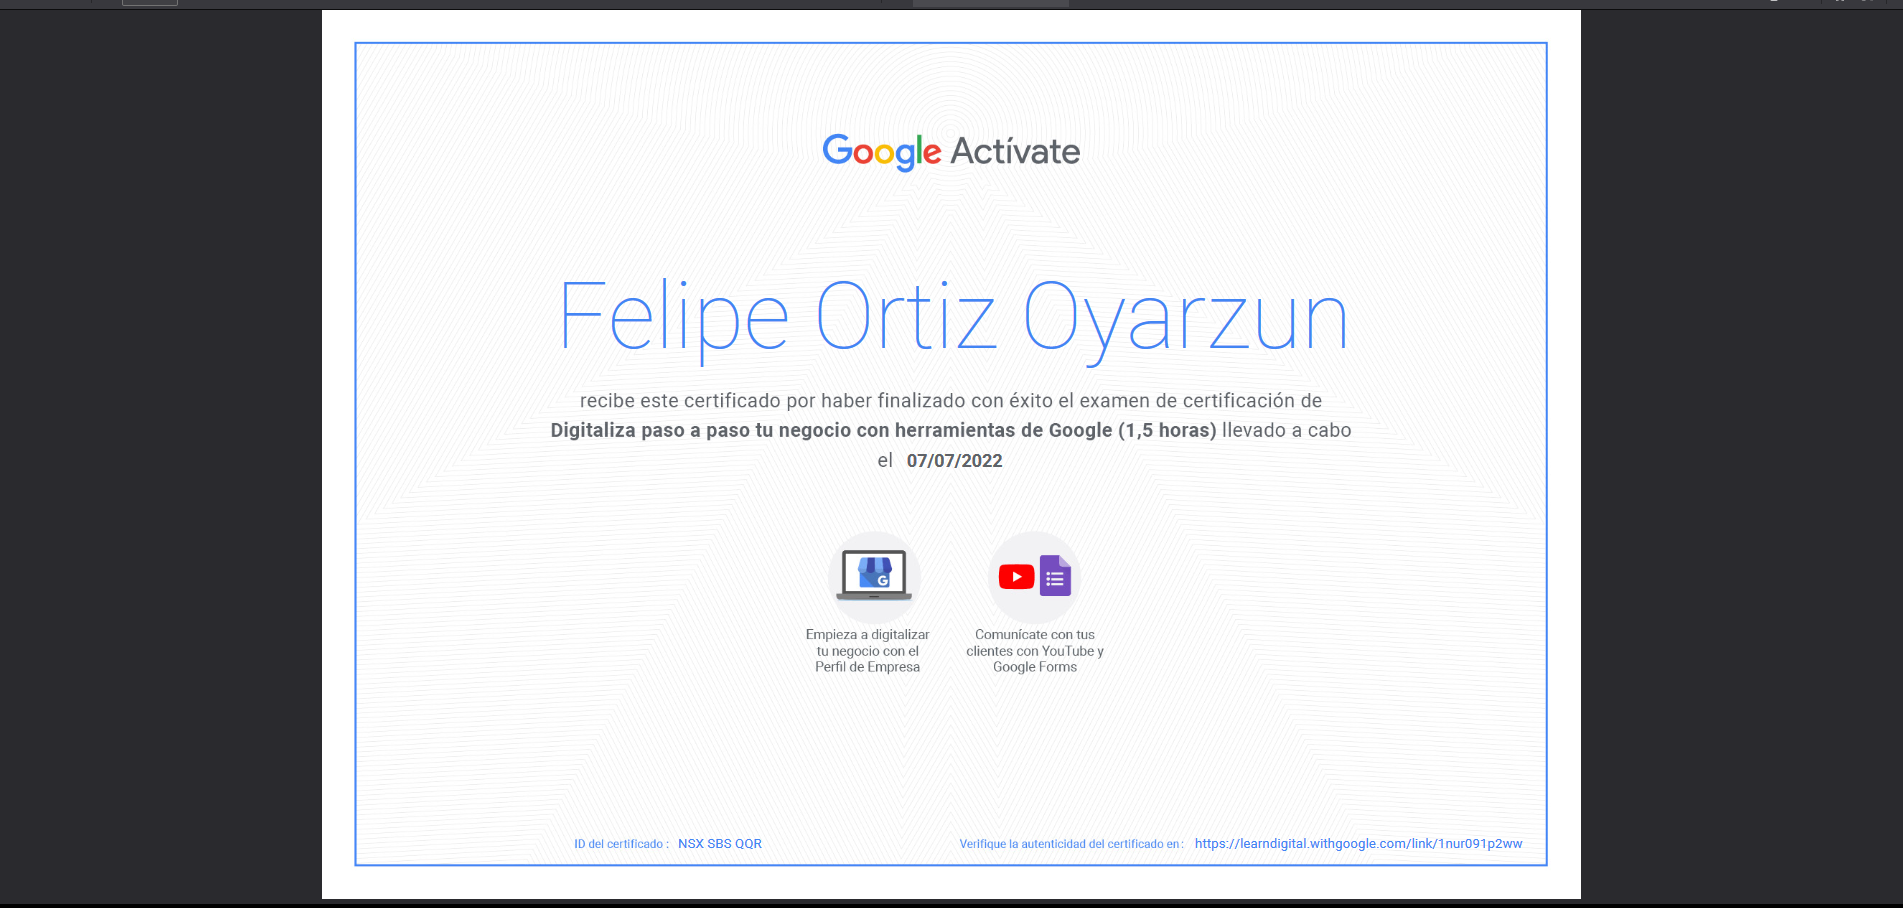 Google Actívate
Felipe Ortiz Oyarzun
recibe este certificado por haber finalizado con éxito el examen de certificación de
Digitaliza paso a paso tu negocio con herramientas de Google (1,5 horas) llevado a cabo
el 07/07/2022
G
Empieza a digitalizar
tu negocio con el
Perfil de Empresa
Comunícate con tus
clientes con YouTube y
Google Forms
ID del certificado : NSX SBS QQR
Verifique la autenticidad del certificado en : https://learndigital.withgoogle.com/link/1nur091p2ww